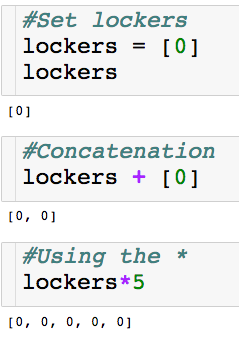 #Set lockers
lockers = [0]
lockers
[0]
#Concatenation
lockers + [0]
[0, 0]
#Using the *
lockers*5
[0, 0, 0, 0, 0]